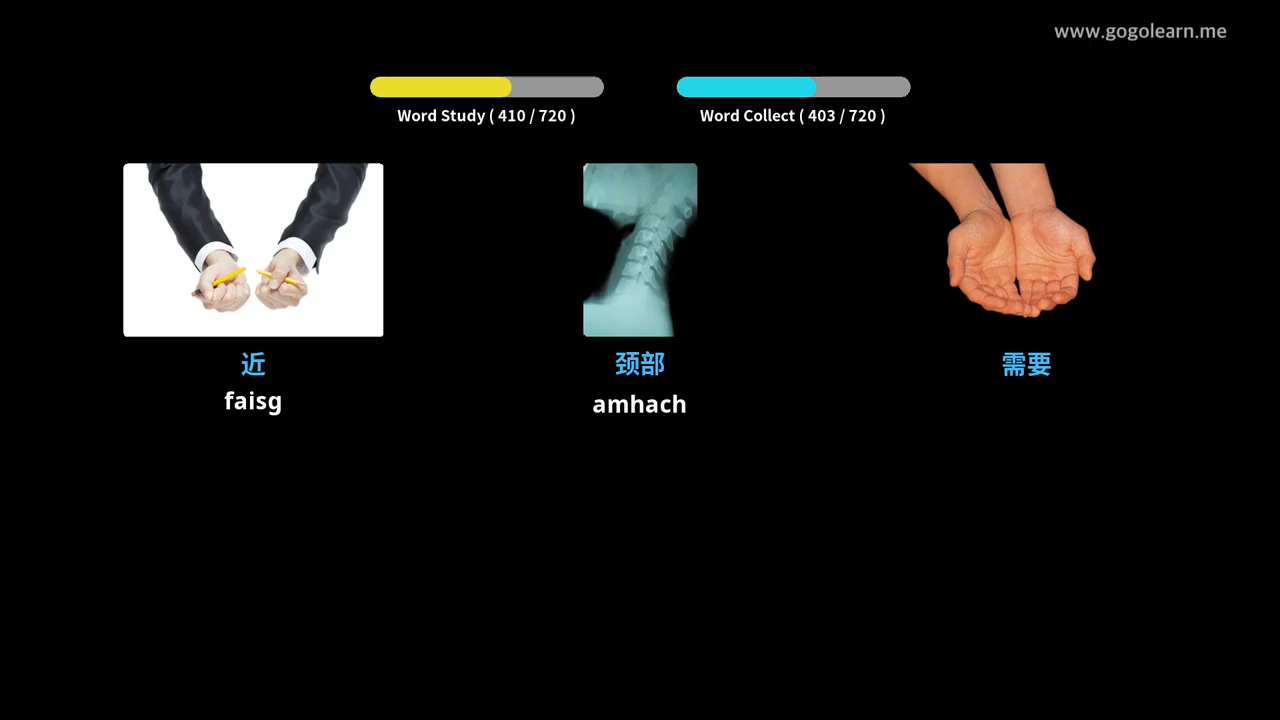 www.gogolearn.me
Word Study ( 410 / 720 )
Word Collect ( 403 / 720 )
近
faisg
颈部
amhach
需要